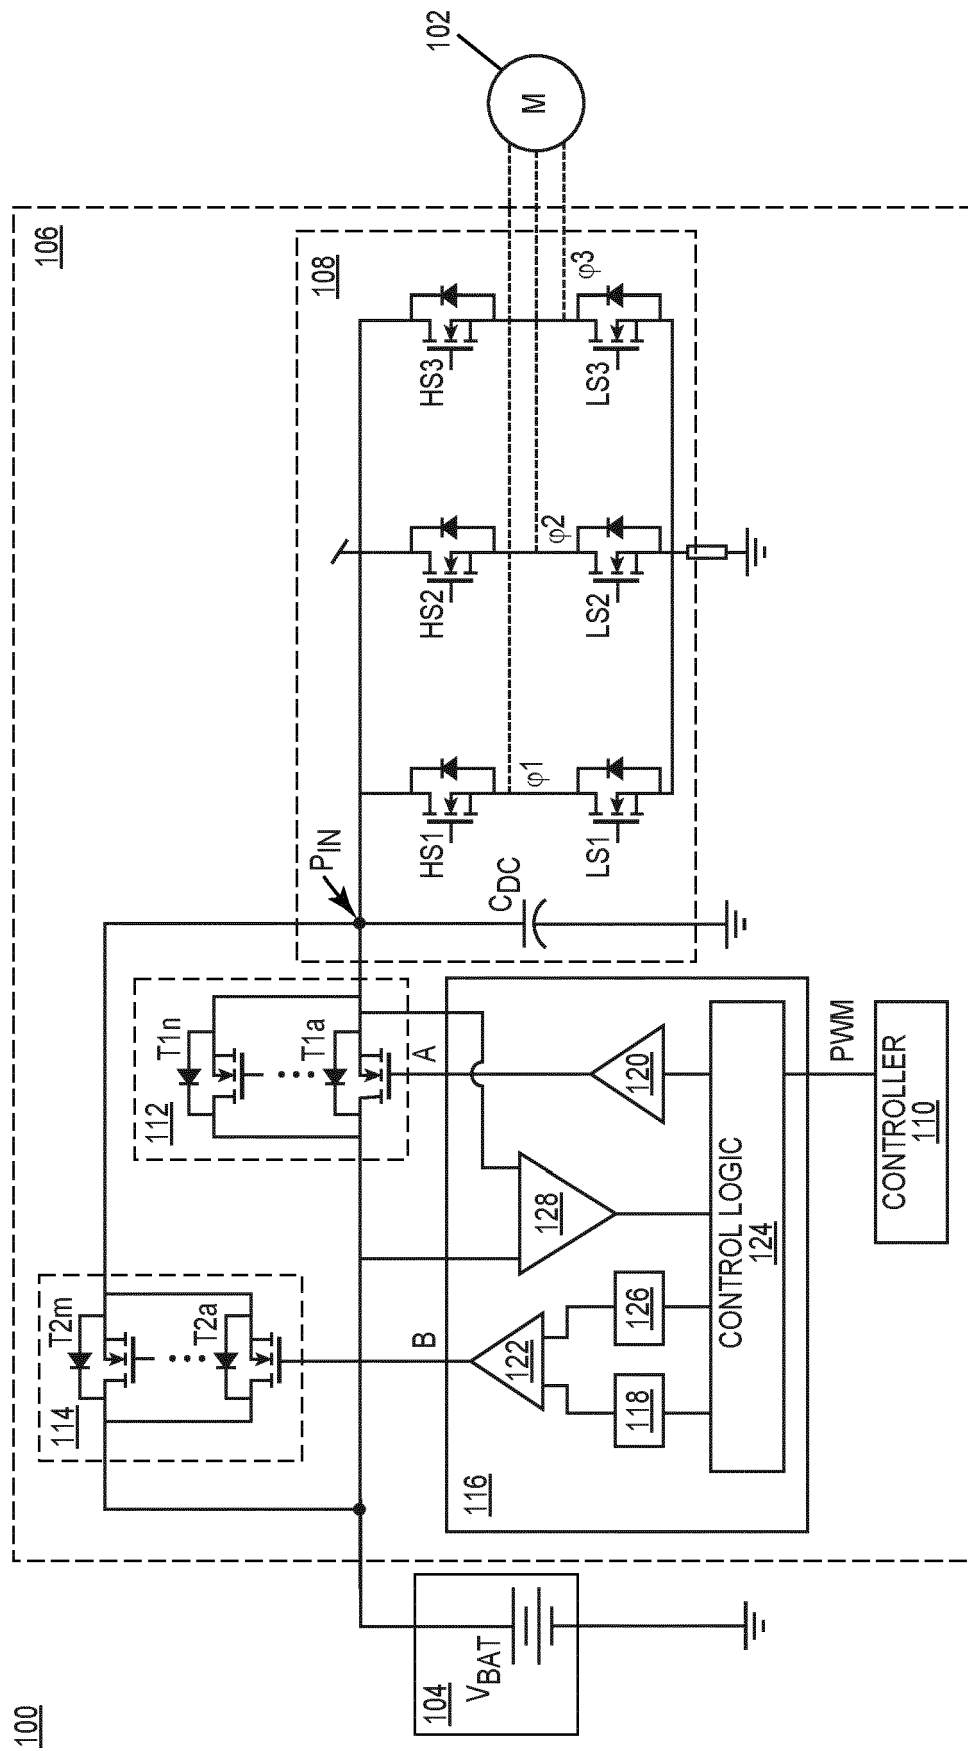 100
106
108
102
M
104
V_BAT
114
T2m
T2a
112
T1n
T1a
P_IN
B
A
C_DC
HS1
HS2
HS3
φ1
φ2
φ3
LS1
LS2
LS3
116
122
128
120
118
126
CONTROL LOGIC
124
PWM
CONTROLLER
110